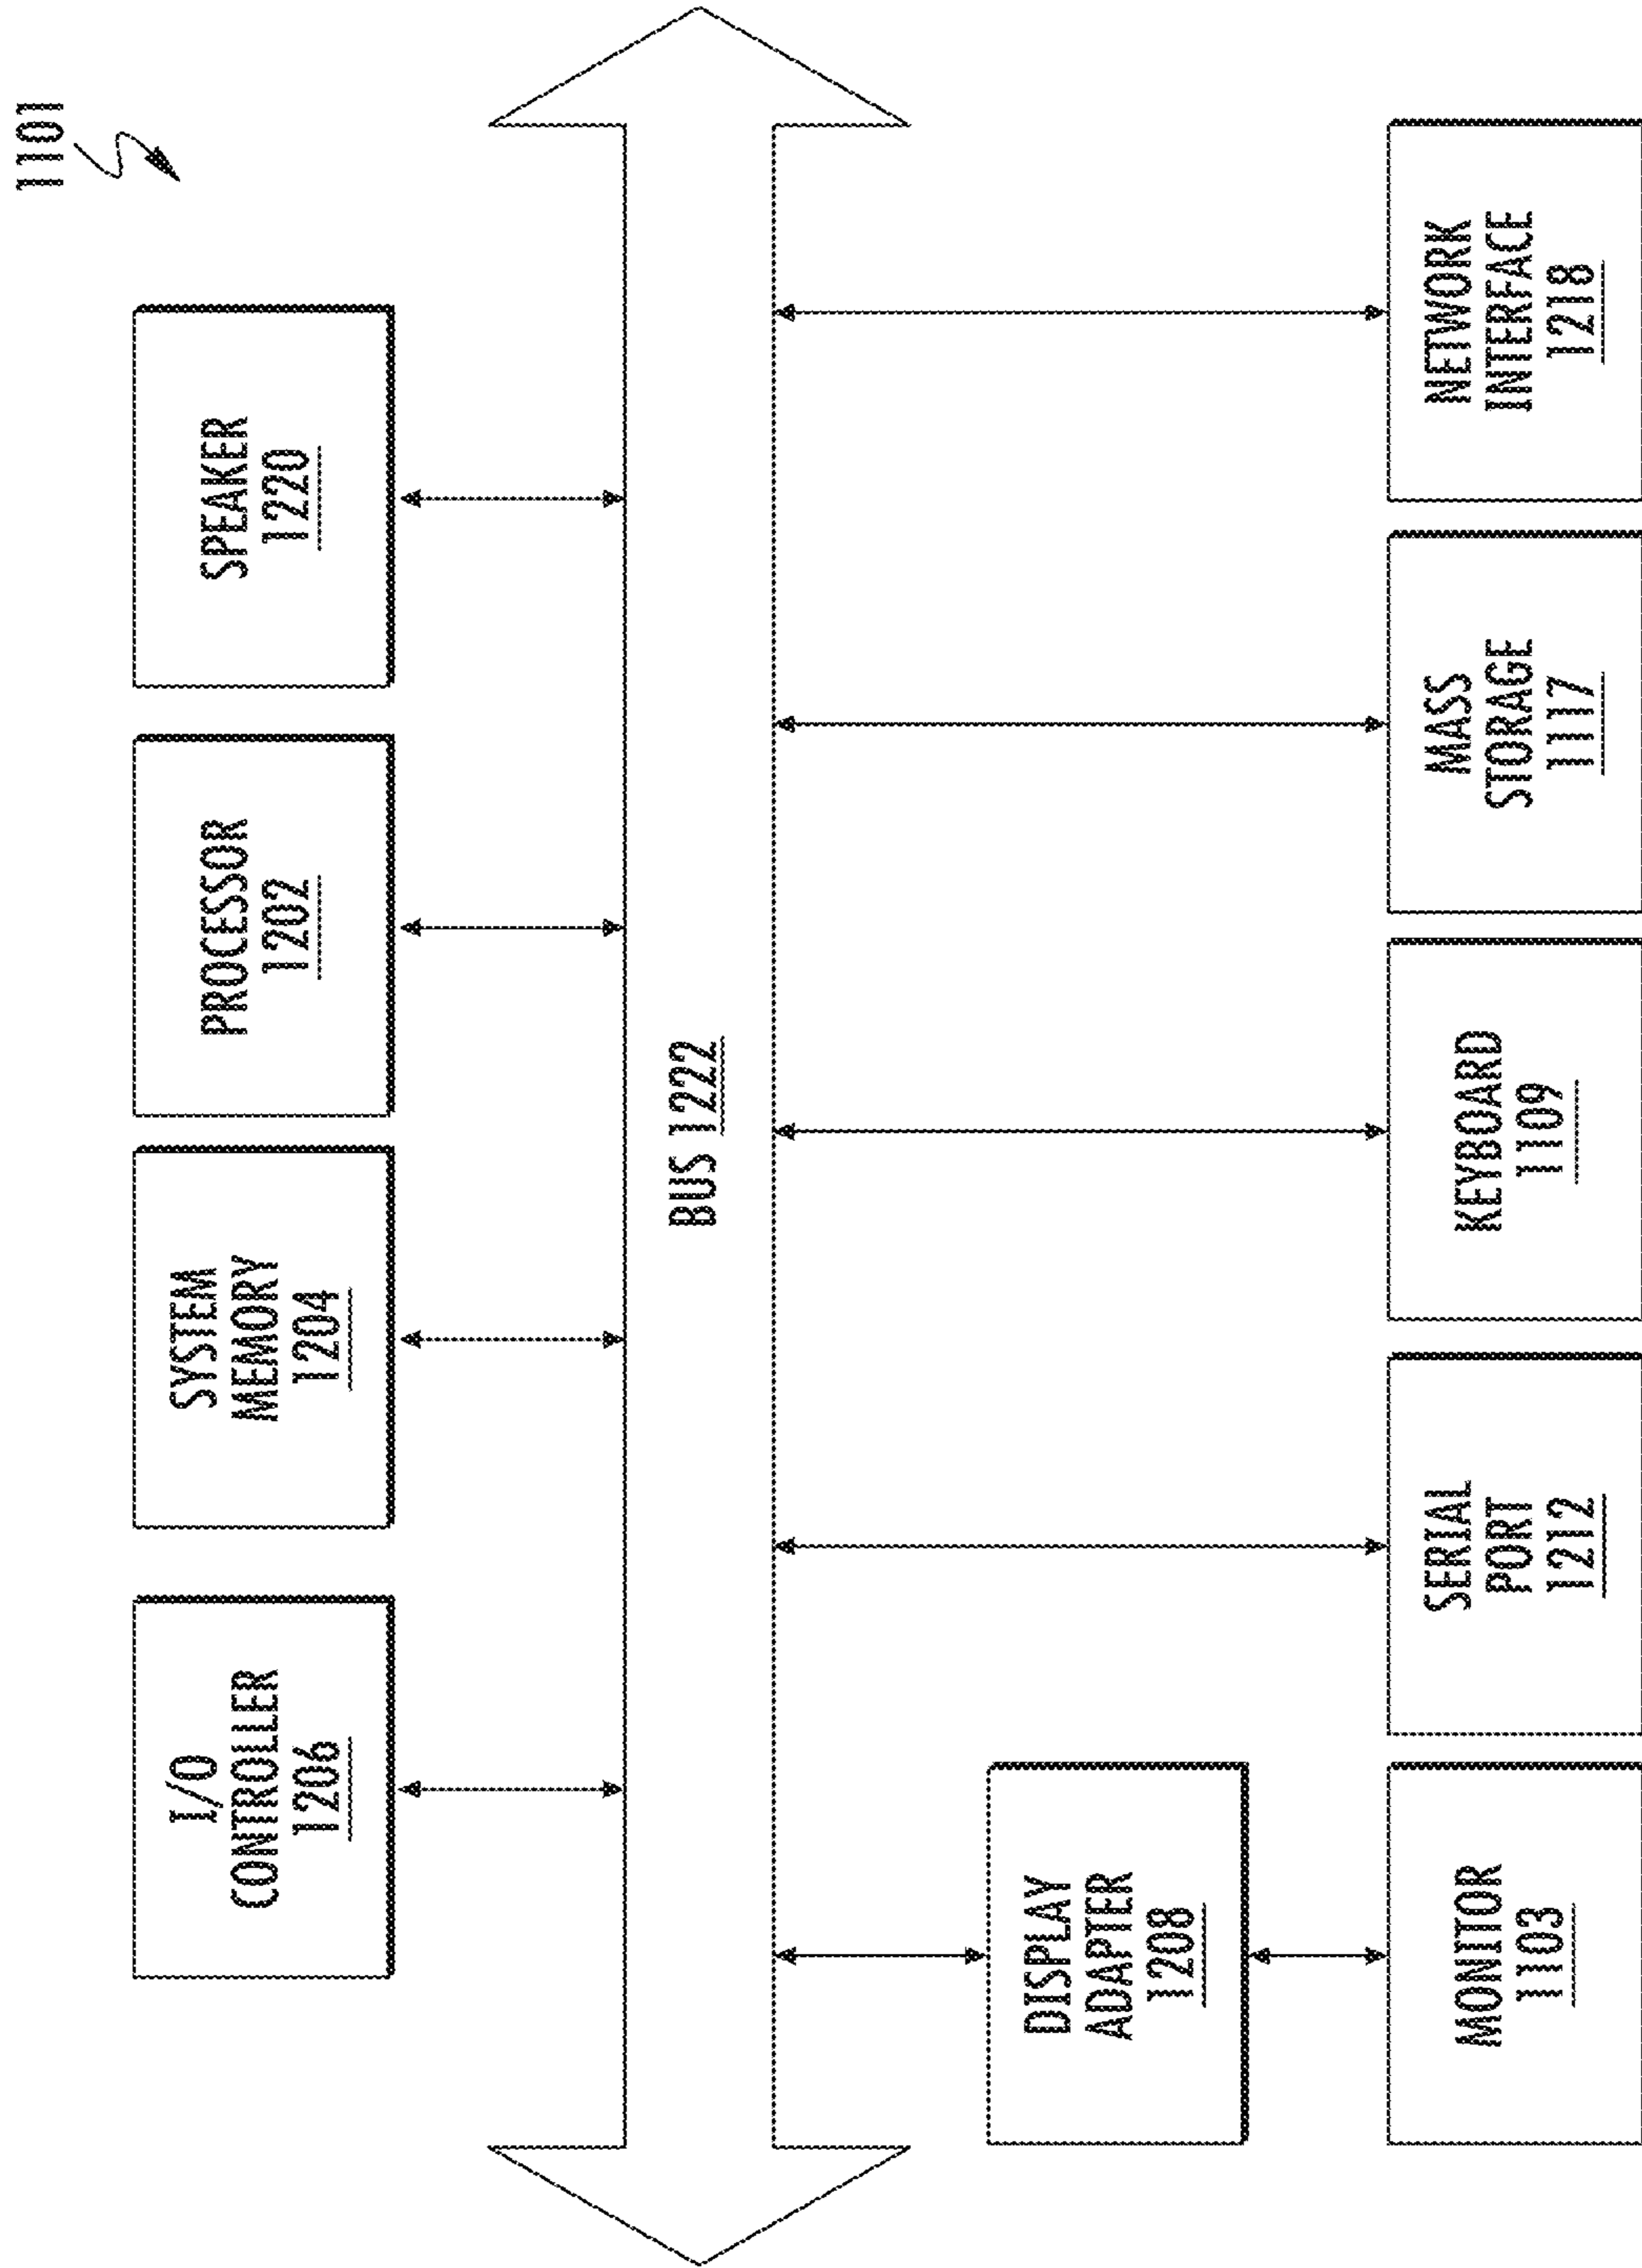 1101
I/O
CONTROLLER
1206
SYSTEM
MEMORY
1204
PROCESSOR
1202
SPEAKER
1220
BUS 1222
DISPLAY
ADAPTER
1208
MONITOR
1103
SERIAL
PORT
1212
KEYBOARD
1109
MASS
STORAGE
1117
NETWORK
INTERFACE
1218